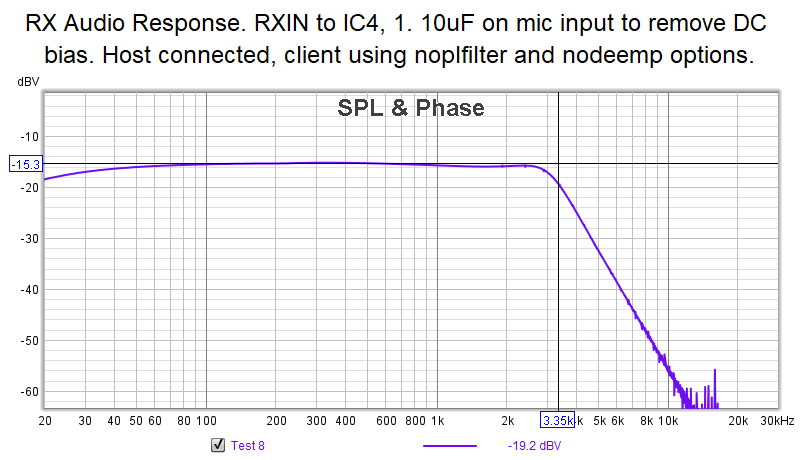 RX Audio Response. RXIN to IC4, 1. 10uF on mic input to remove DC
bias. Host connected, client using noplfilter and nodeemp options.
dBV
SPL & Phase
-10
-15.3
-20
-30
-40
-50
-60
20 30 40 50 60 80 100 200 300 400 600 800 1k 2k 3.35k k 5k 6k 8k 10k 20k 30kHz
Test 8 -19.2 dBV